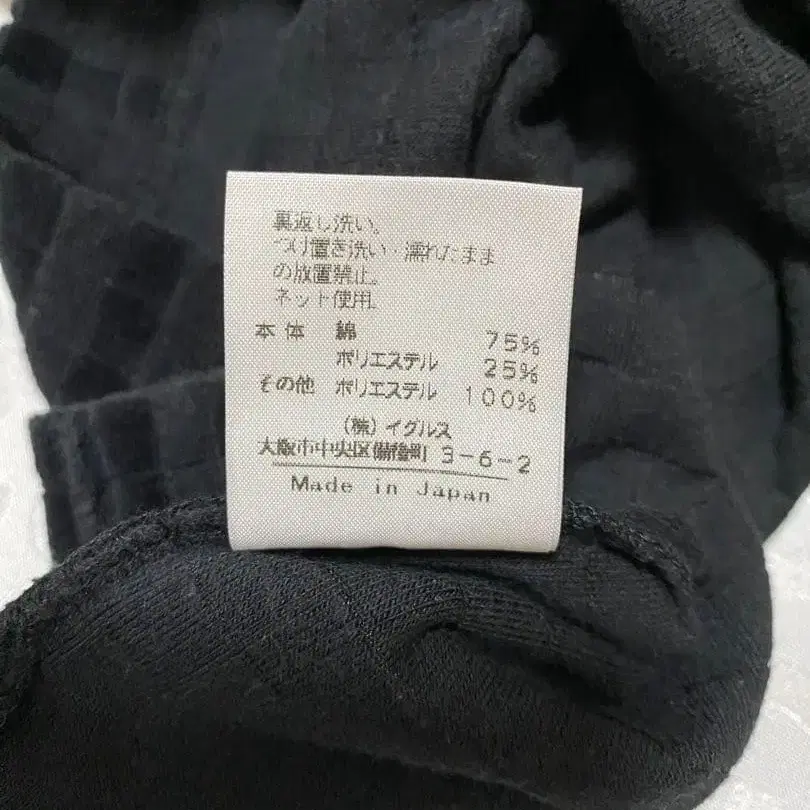 裏返し洗い。
つけ置き洗い・濡れたまま
の放置禁止。
ネット使用。
本体 綿 75%
ポリエステル 25%
その他 ポリエステル 100%
(株)イグルス
大阪市中央区備後町 3-6-2
Made in Japan